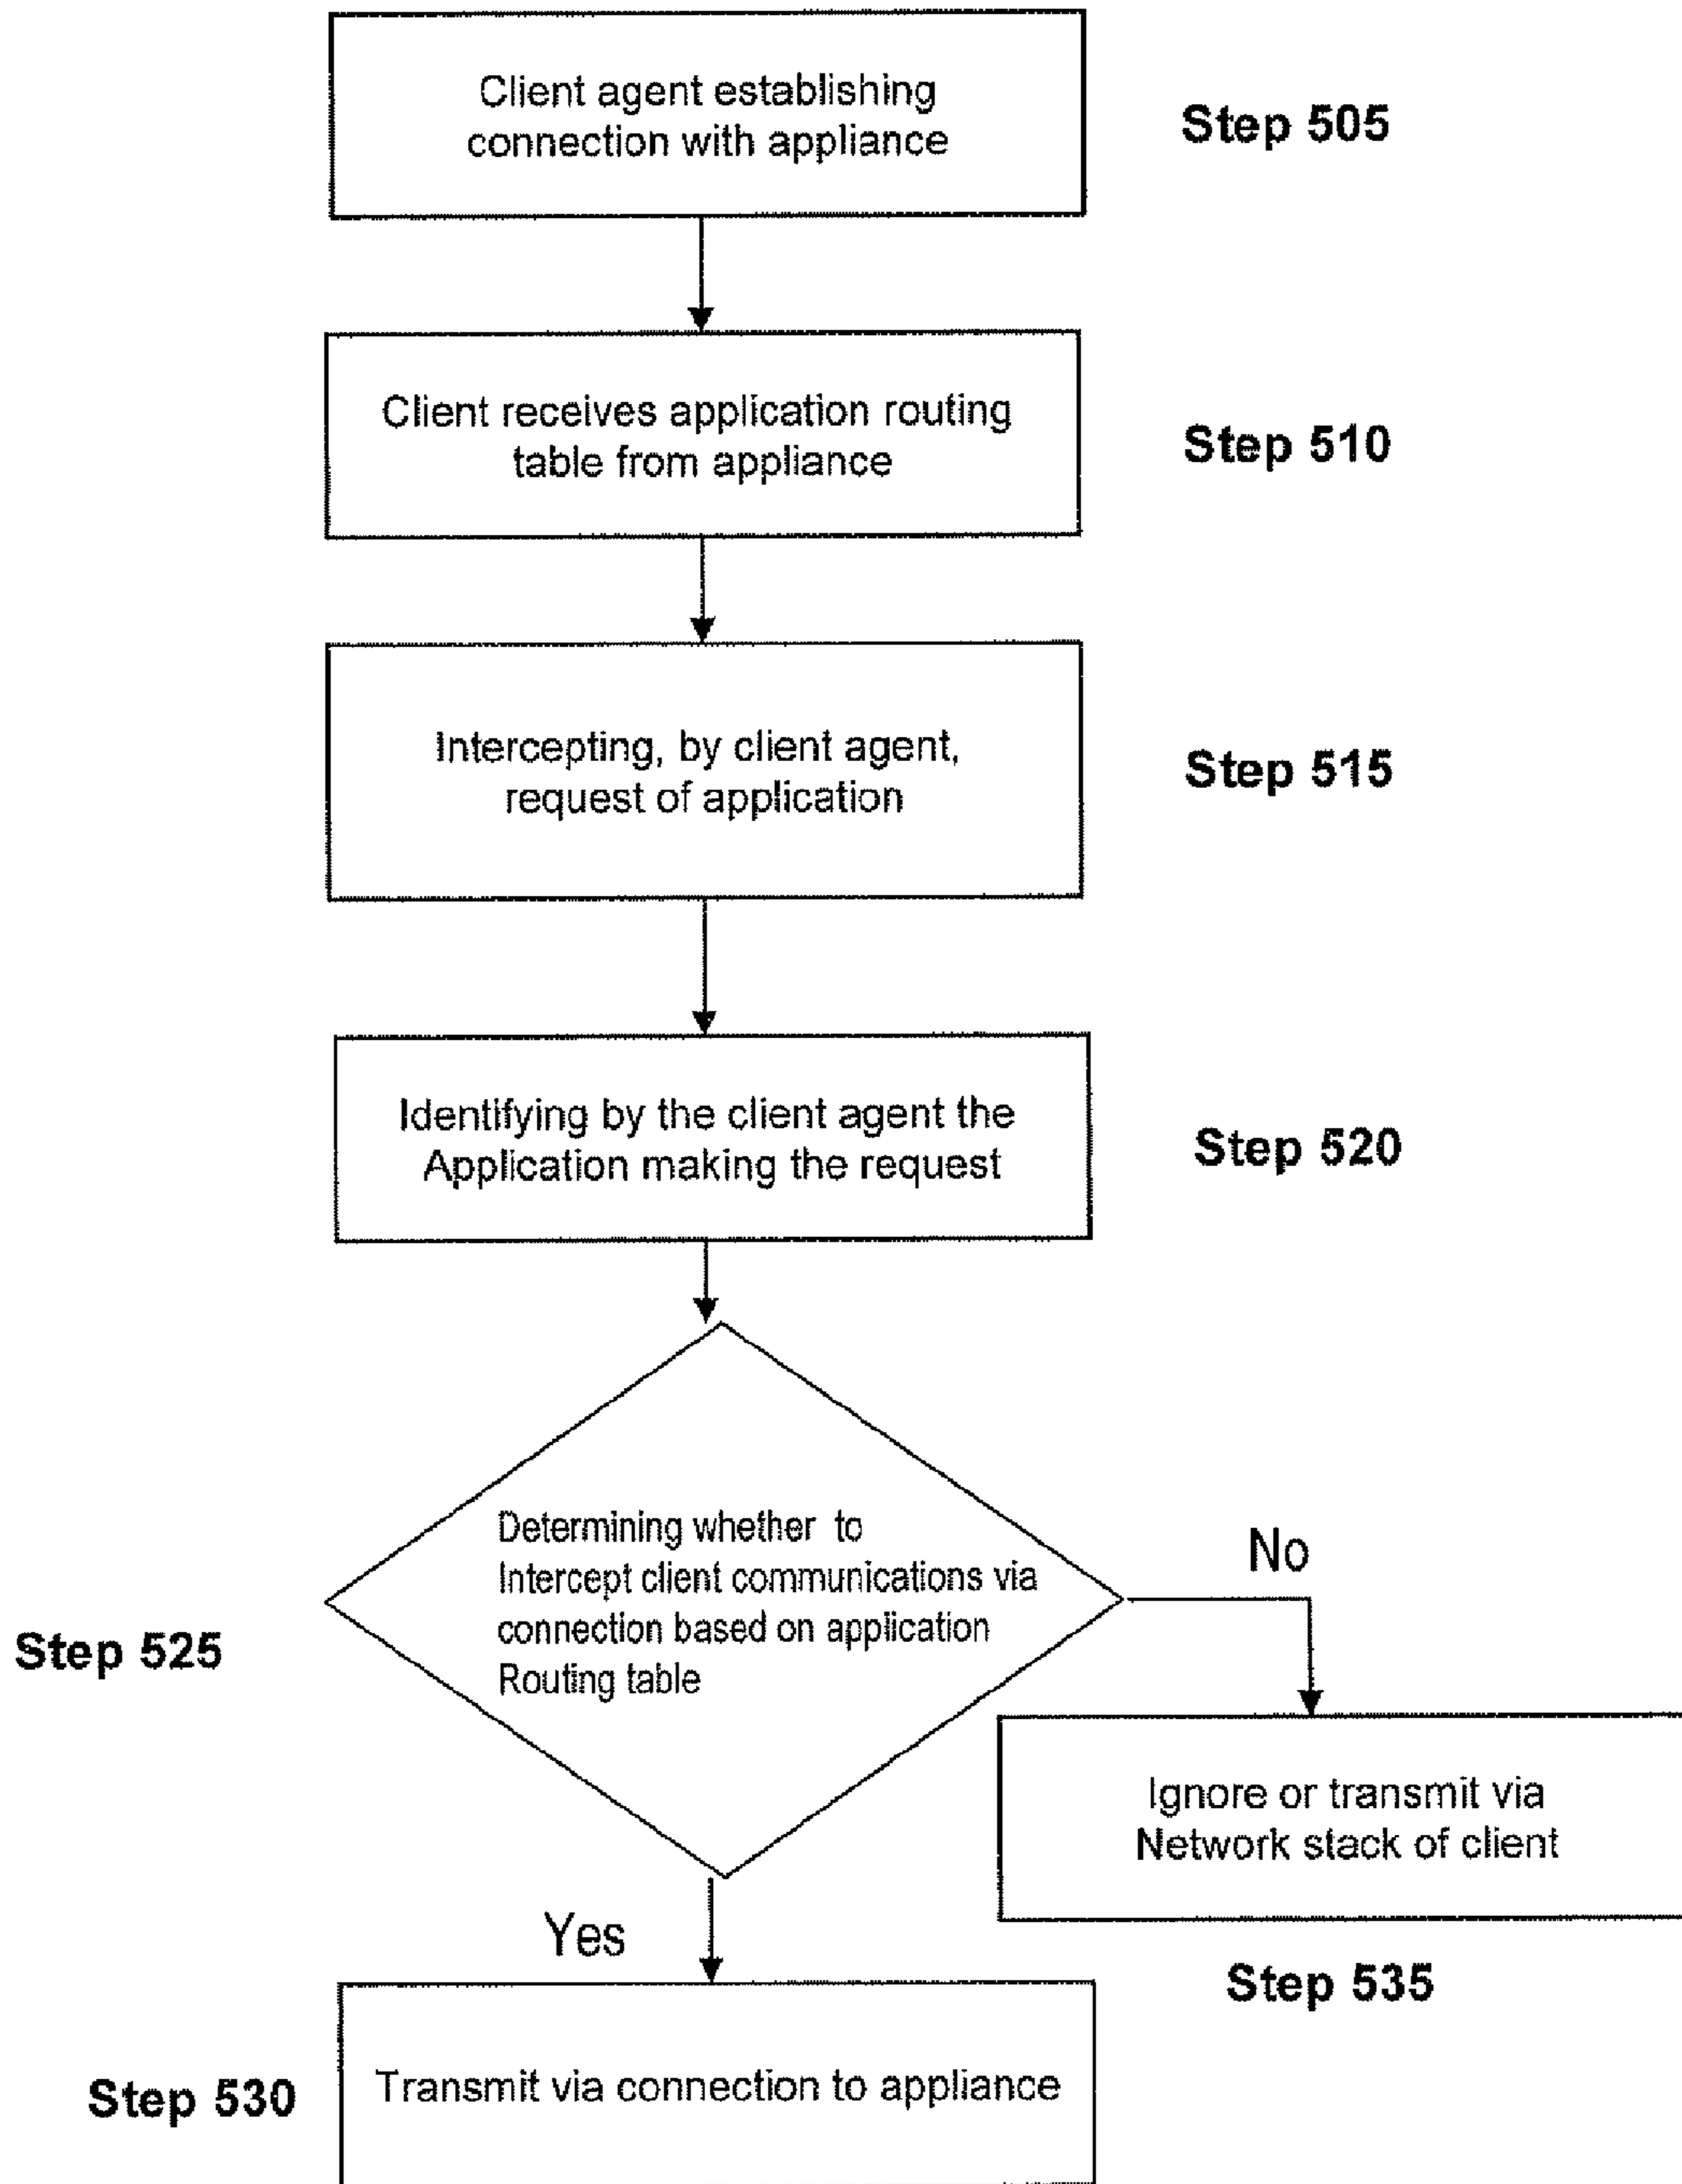 Client agent establishing
connection with appliance
Step 505
Client receives application routing
table from appliance
Step 510
Intercepting, by client agent,
request of application
Step 515
Identifying by the client agent the
Application making the request
Step 520
Determining whether to
Intercept client communications via
connection based on application
Routing table
Step 525
No
Ignore or transmit via
Network stack of client
Step 535
Yes
Transmit via connection to appliance
Step 530